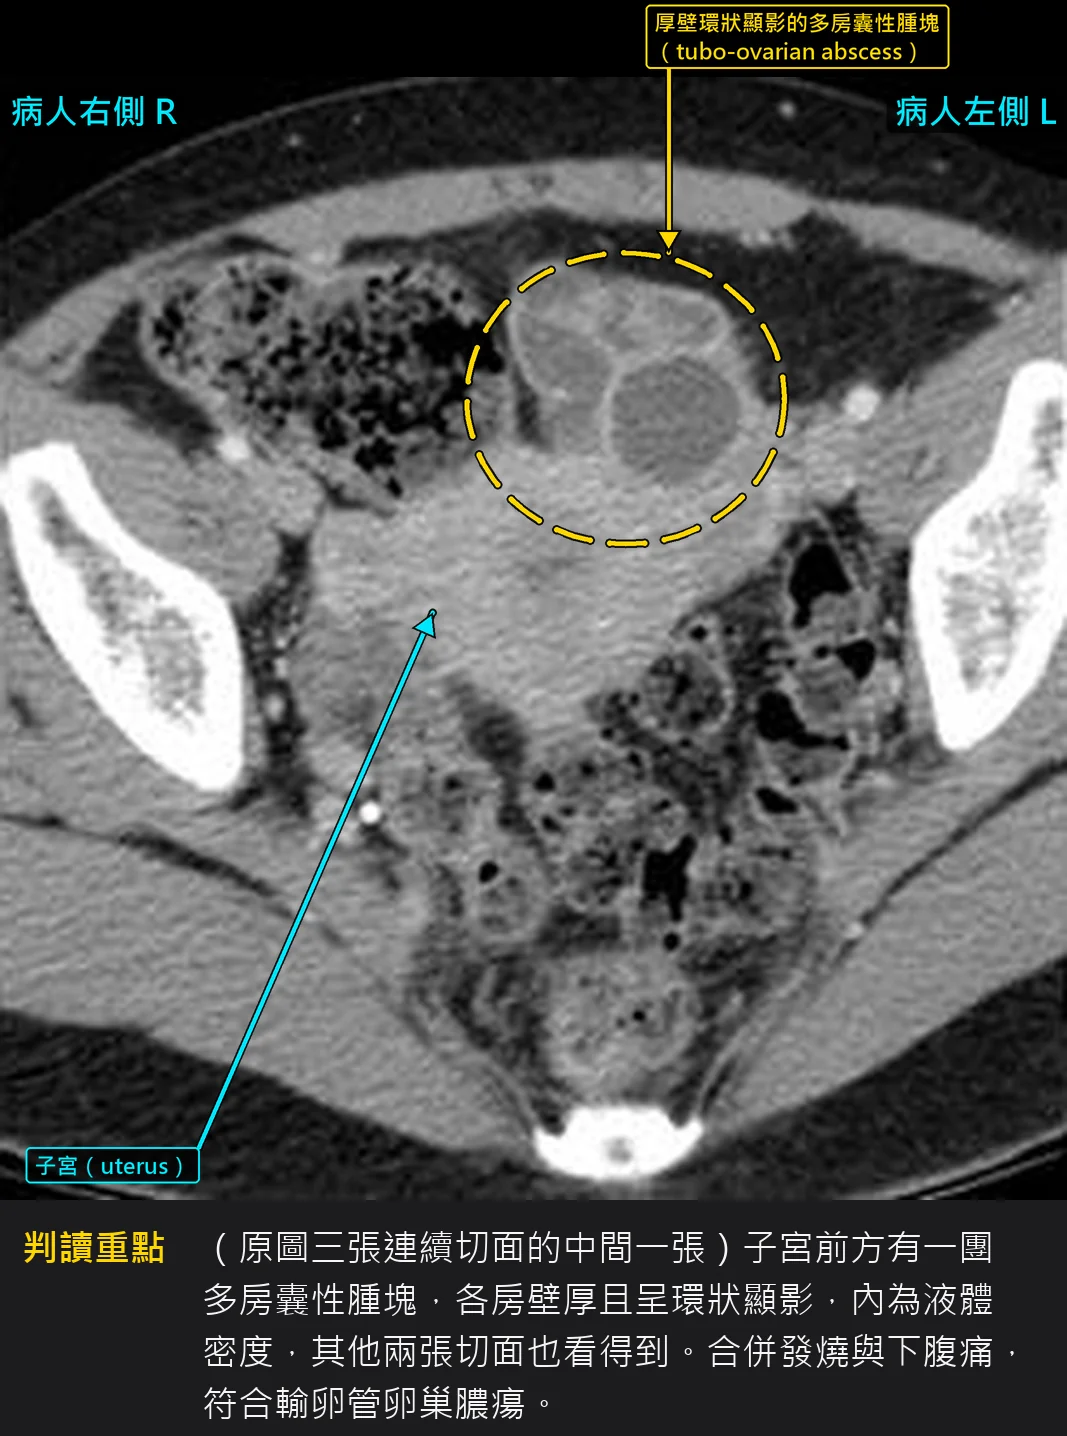 厚壁環狀顯影的多房囊性腫塊
（tubo-ovarian abscess）
病人右側 R
病人左側 L
子宮（uterus）
判讀重點 （原圖三張連續切面的中間一張）子宮前方有一團
多房囊性腫塊，各房壁厚且呈環狀顯影，內為液體
密度，其他兩張切面也看得到。合併發燒與下腹痛，
符合輸卵管卵巢膿瘍。